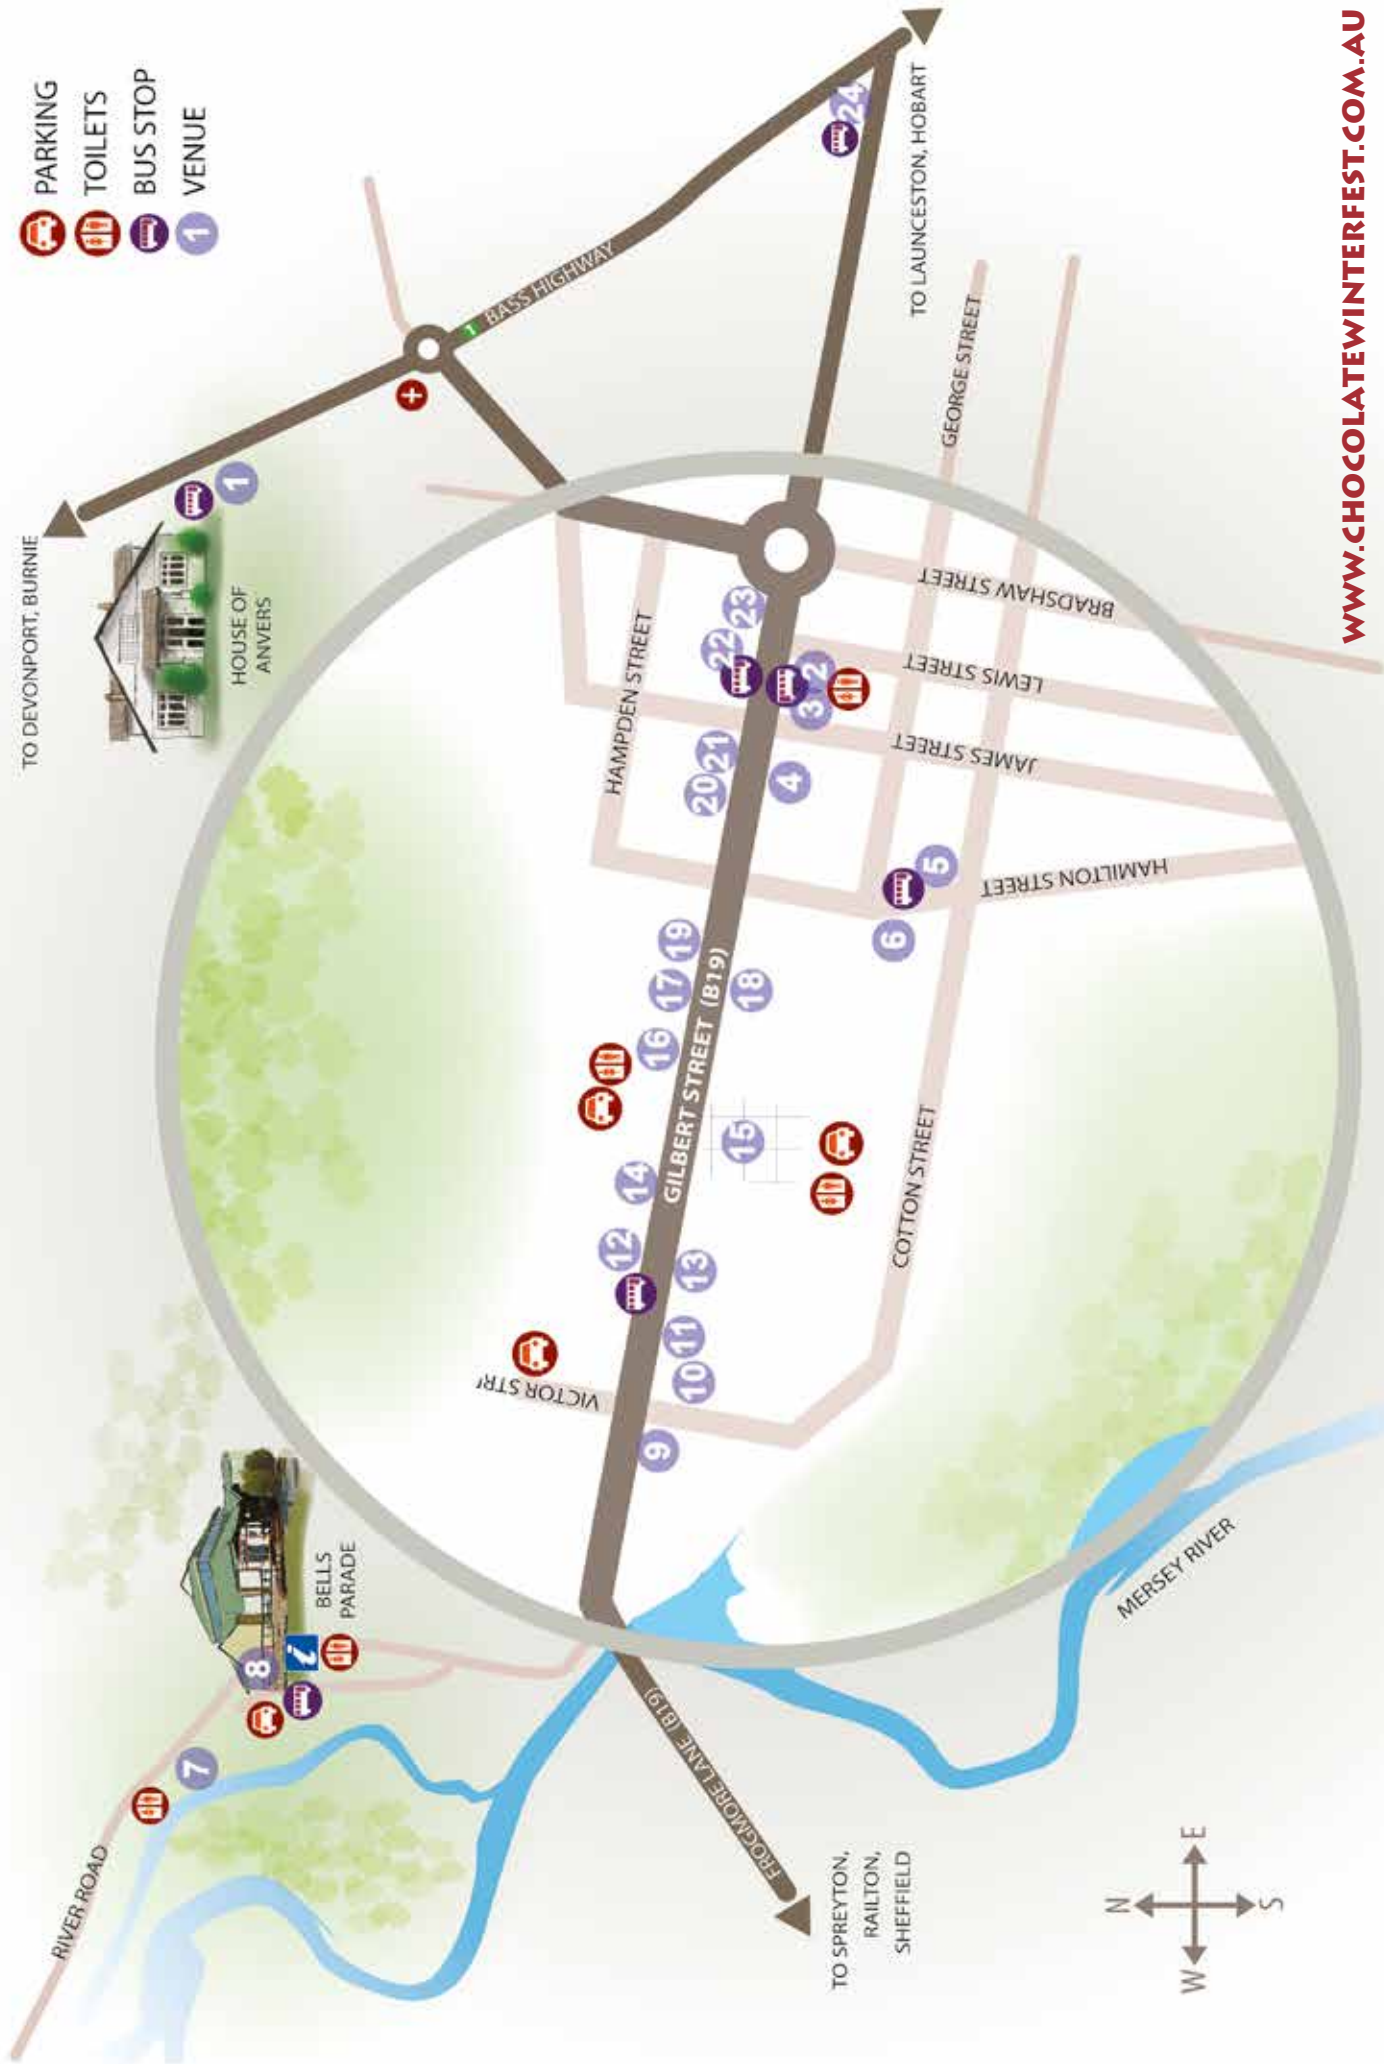 PARKING
TOILETS
BUS STOP
1 VENUE
TO DEVONPORT, BURNIE
HOUSE OF
ANVERS
1
1
BASS HIGHWAY
24
TO LAUNCESTON, HOBART
GEORGE STREET
BRADSHAW STREET
LEWIS STREET
JAMES STREET
HAMILTON STREET
HAMPDEN STREET
23
22
2
3
21
20
4
5
6
19
17
18
16
GILBERT STREET (B19)
15
14
12
13
11
10
9
COTTON STREET
VICTOR STR
BELLS
PARADE
8
i
7
RIVER ROAD
MERSEY RIVER
FROGMORE LANE (B19)
TO SPREYTON,
RAILTON,
SHEFFIELD
N
W E
S
WWW.CHOCOLATEWINTERFEST.COM.AU